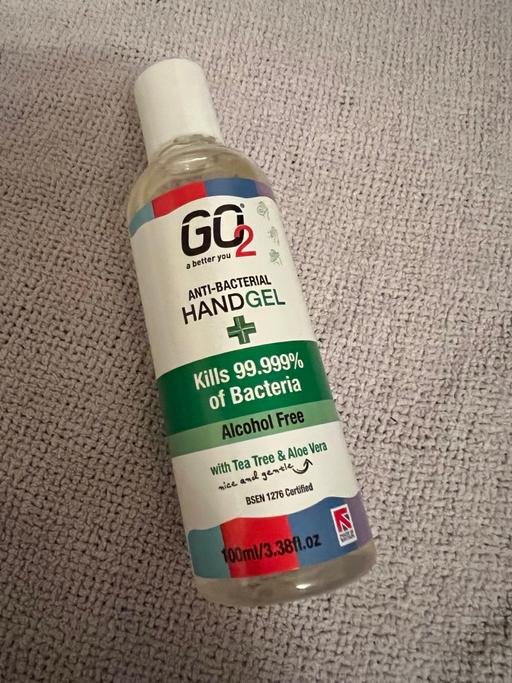 GO2®
a better you
ANTI-BACTERIAL
HANDGEL
Kills 99.999%
of Bacteria
Alcohol Free
with Tea Tree & Aloe Vera
nice and gentle
BSEN 1276 Certified
100ml/3.38fl.oz